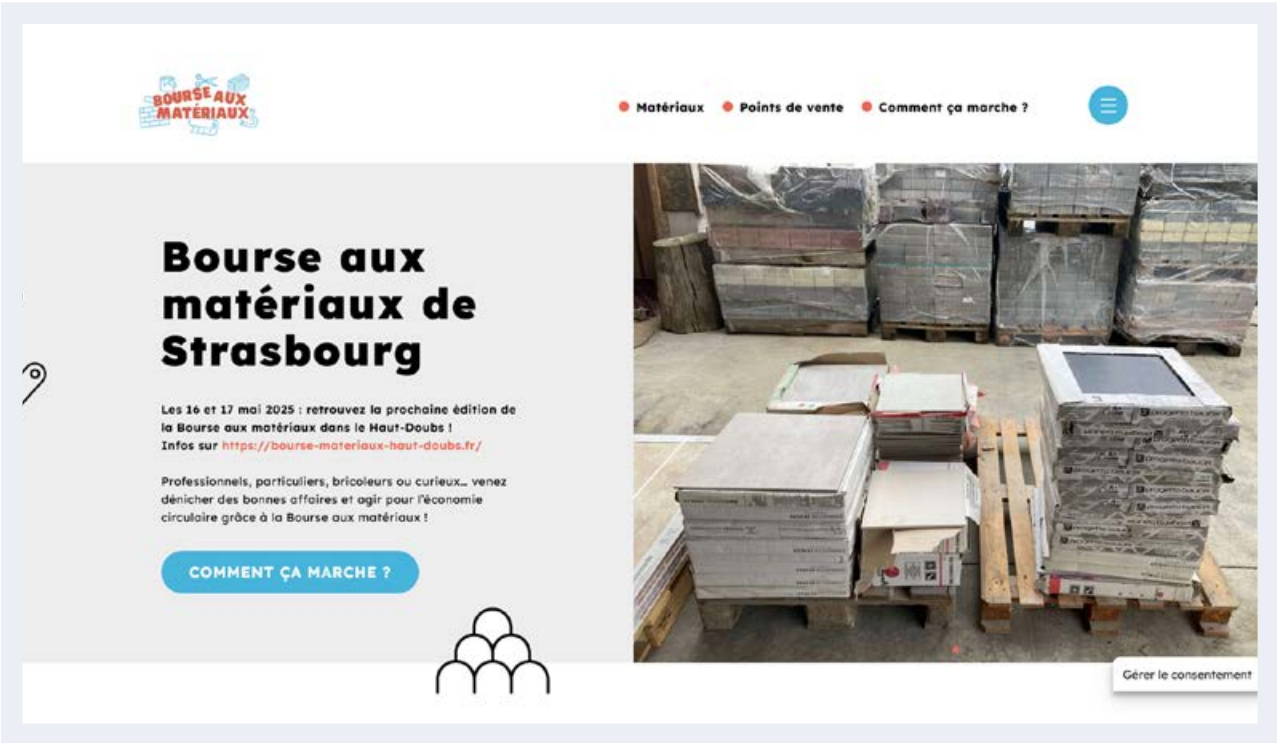 BOURSE AUX
MATÉRIAUX
Matériaux
Points de vente
Comment ça marche ?
Bourse aux
matériaux de
Strasbourg
Les 16 et 17 mai 2025 : retrouvez la prochaine édition de
la Bourse aux matériaux dans le Haut-Doubs !
Infos sur https://bourse-materiaux-haut-doubs.fr/
Professionnels, particuliers, bricoleurs ou curieux… venez
dénicher des bonnes affaires et agir pour l'économie
circulaire grâce à la Bourse aux matériaux !
COMMENT ÇA MARCHE ?
Gérer le consentement